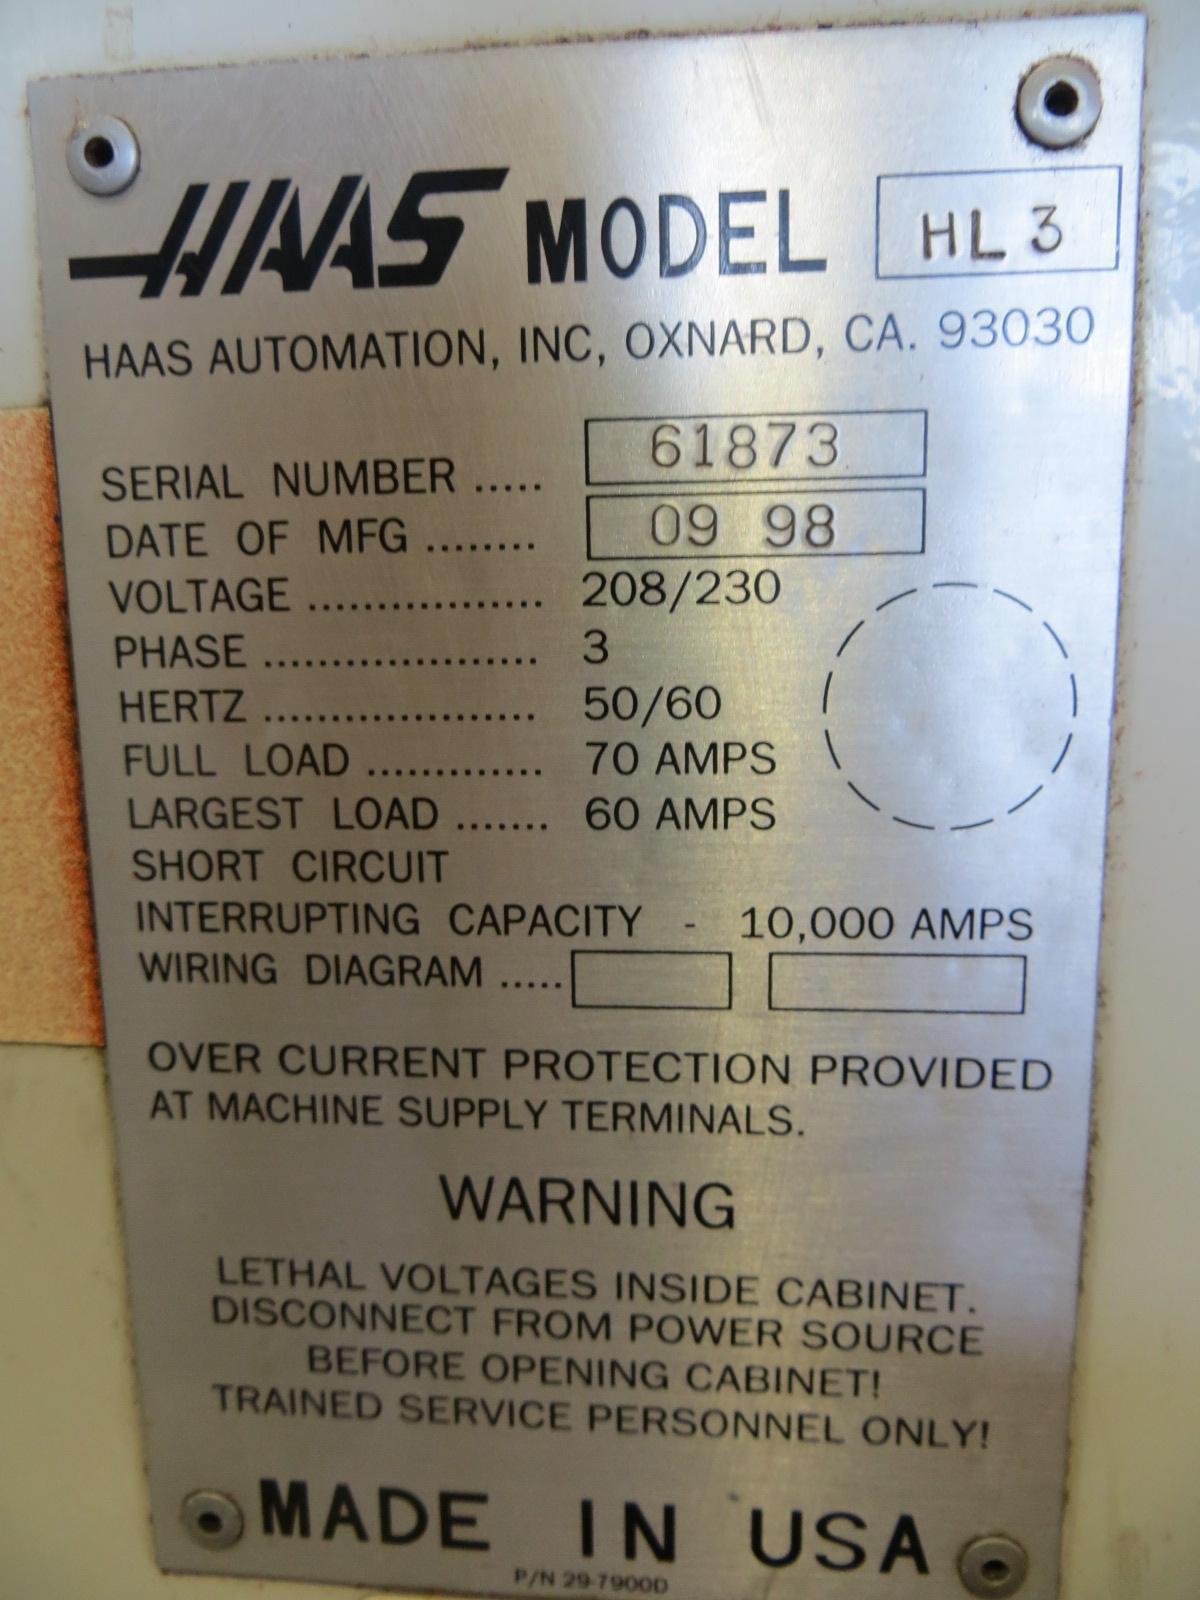 HAAS MODEL HL 3
HAAS AUTOMATION, INC, OXNARD, CA. 93030
SERIAL NUMBER ..... 61873
DATE OF MFG ........ 09 98
VOLTAGE ................. 208/230
PHASE .................... 3
HERTZ .................... 50/60
FULL LOAD ............. 70 AMPS
LARGEST LOAD ....... 60 AMPS
SHORT CIRCUIT
INTERRUPTING CAPACITY - 10,000 AMPS
WIRING DIAGRAM .....
OVER CURRENT PROTECTION PROVIDED
AT MACHINE SUPPLY TERMINALS.
WARNING
LETHAL VOLTAGES INSIDE CABINET.
DISCONNECT FROM POWER SOURCE
BEFORE OPENING CABINET!
TRAINED SERVICE PERSONNEL ONLY!
MADE IN USA
P/N 29-7900D